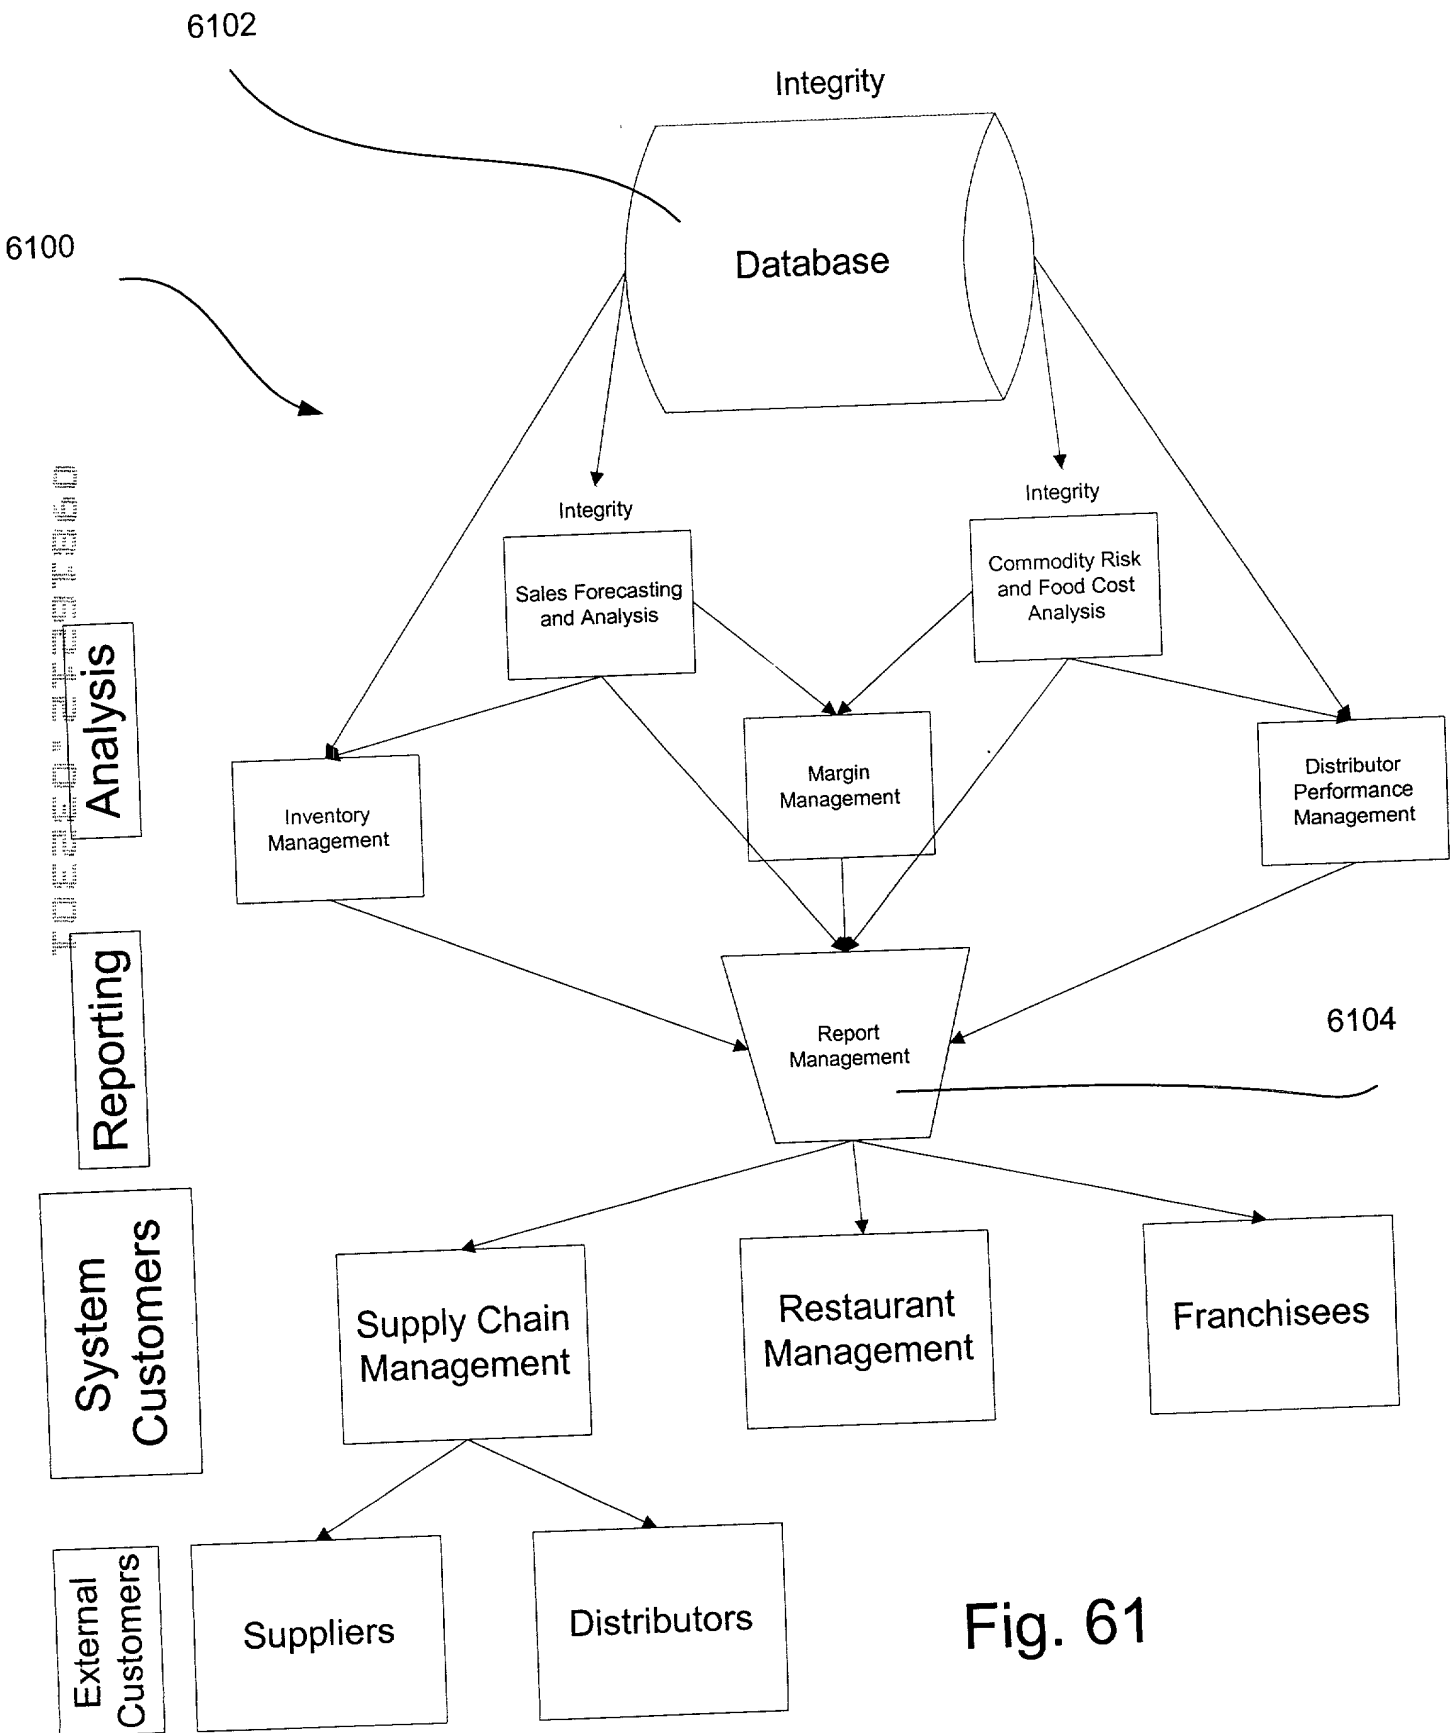 6102
Integrity
6100
Database
Integrity
Integrity
Sales Forecasting
and Analysis
Commodity Risk
and Food Cost
Analysis
Analysis
Inventory
Management
Margin
Management
Distributor
Performance
Management
Reporting
Report
Management
6104
System
Customers
Supply Chain
Management
Restaurant
Management
Franchisees
External
Customers
Suppliers
Distributors
Fig. 61